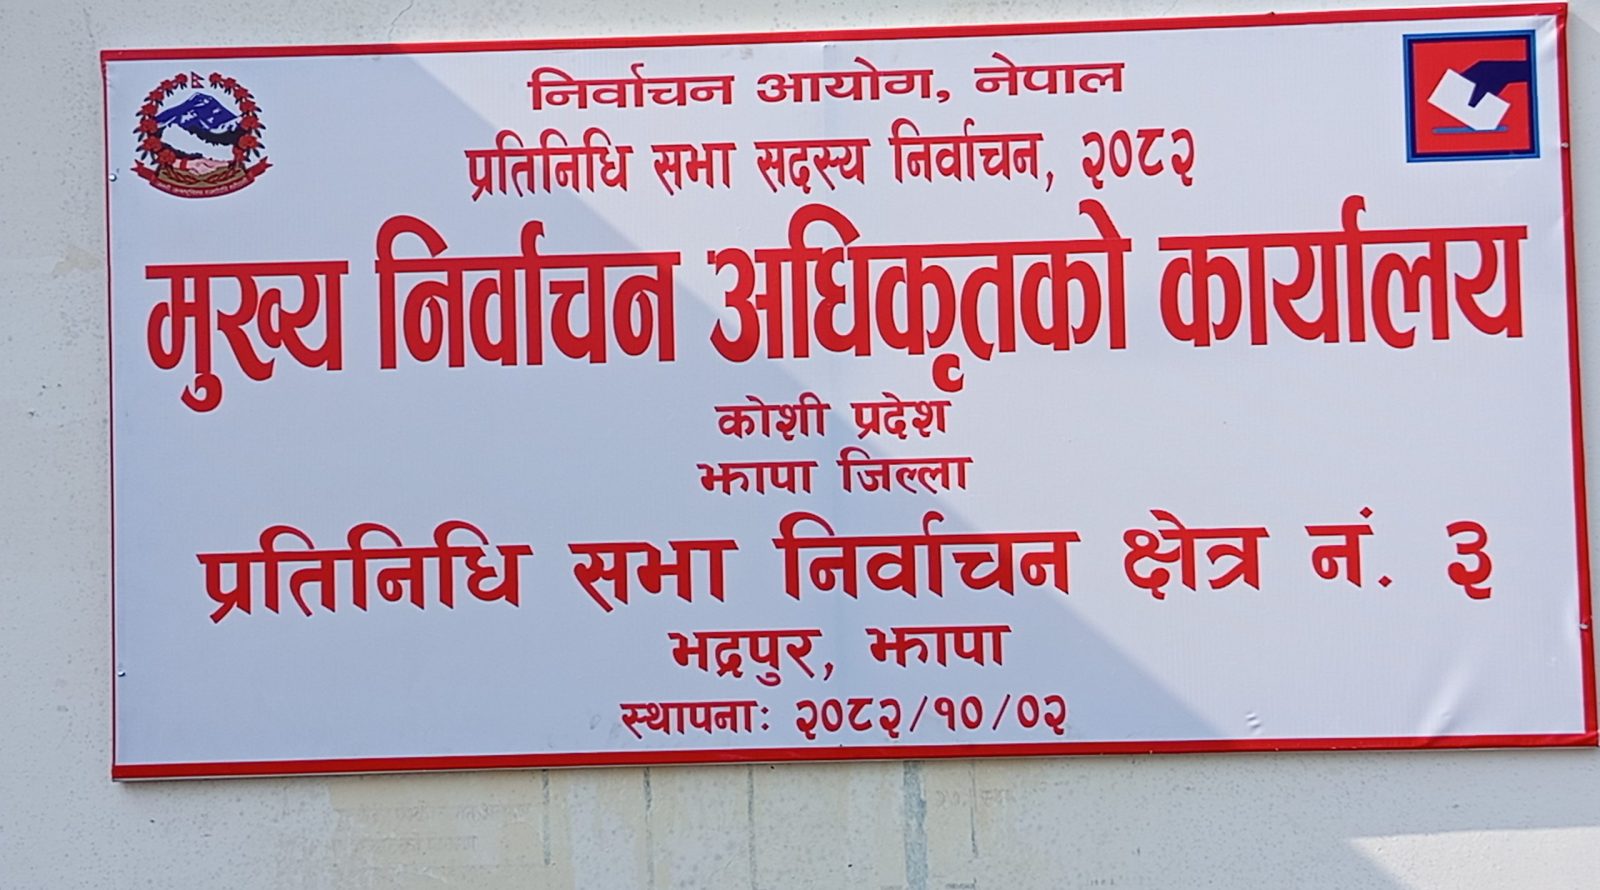 निर्वाचन आयोग, नेपाल
प्रतिनिधि सभा सदस्य निर्वाचन, २०८२
मुख्य निर्वाचन अधिकृतको कार्यालय
कोशी प्रदेश
झापा जिल्ला
प्रतिनिधि सभा निर्वाचन क्षेत्र नं. ३
भद्रपुर, झापा
स्थापनाः २०८२/१०/०२